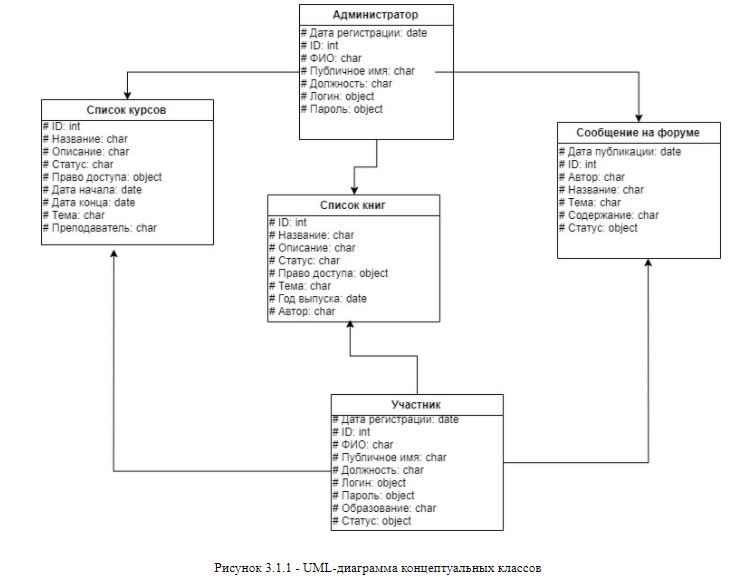 Администратор
# Дата регистрации: date
# ID: int
# ФИО: char
# Публичное имя: char
# Должность: char
# Логин: object
# Пароль: object
Список курсов
# ID: int
# Название: char
# Описание: char
# Статус: char
# Право доступа: object
# Дата начала: date
# Дата конца: date
# Тема: char
# Преподаватель: char
Сообщение на форуме
# Дата публикации: date
# ID: int
# Автор: char
# Название: char
# Тема: char
# Содержание: char
# Статус: object
Список книг
# ID: int
# Название: char
# Описание: char
# Статус: char
# Право доступа: object
# Тема: char
# Год выпуска: date
# Автор: char
Участник
# Дата регистрации: date
# ID: int
# ФИО: char
# Публичное имя: char
# Должность: char
# Логин: object
# Пароль: object
# Образование: char
# Статус: object
Рисунок 3.1.1 - UML-диаграмма концептуальных классов